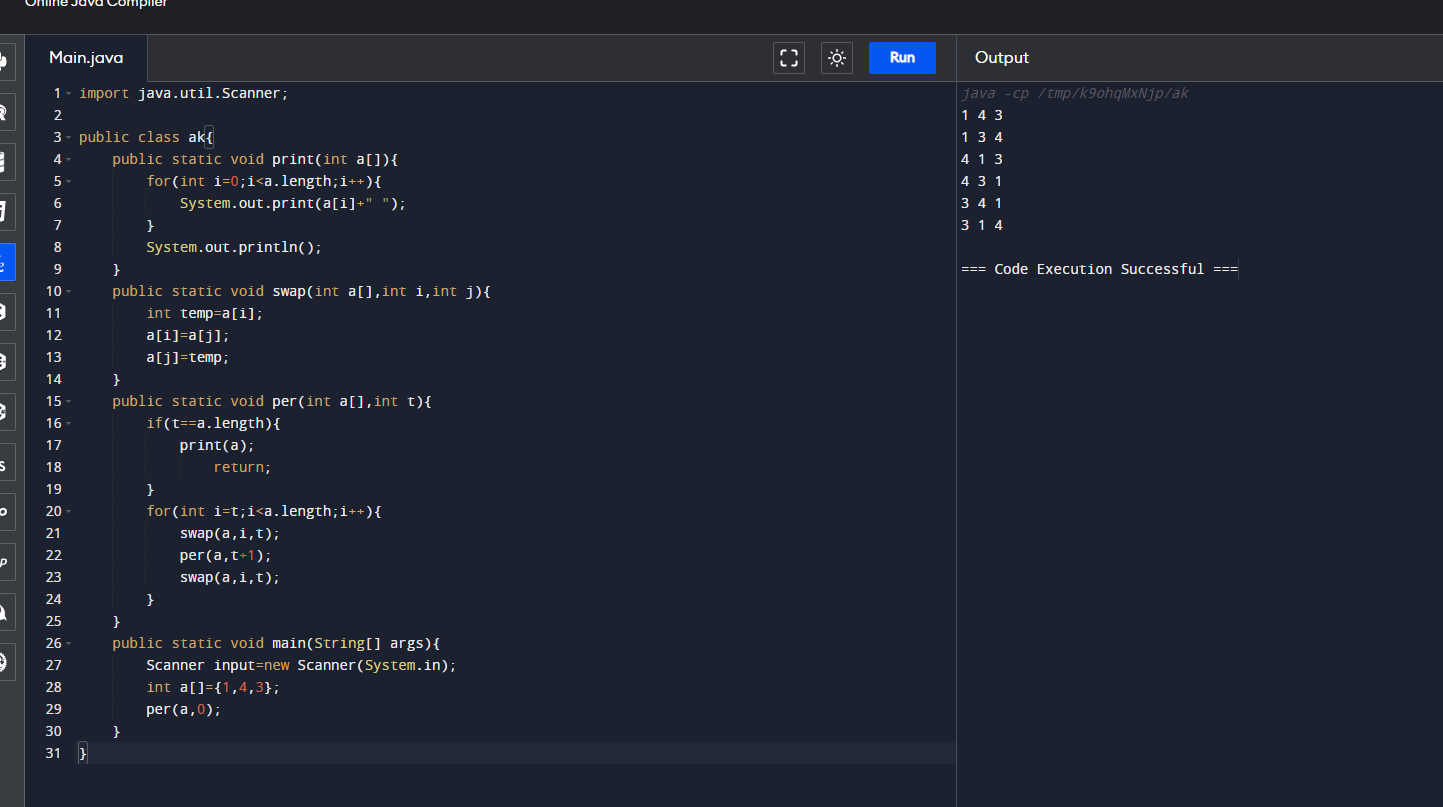 Online Java Compiler
Main.java
Run
Output
1 import java.util.Scanner;
2
3 public class ak{
4     public static void print(int a[]){
5         for(int i=0;i<a.length;i++){
6             System.out.print(a[i]+" ");
7         }
8         System.out.println();
9     }
10     public static void swap(int a[],int i,int j){
11         int temp=a[i];
12         a[i]=a[j];
13         a[j]=temp;
14     }
15     public static void per(int a[],int t){
16         if(t==a.length){
17             print(a);
18                 return;
19         }
20         for(int i=t;i<a.length;i++){
21             swap(a,i,t);
22             per(a,t+1);
23             swap(a,i,t);
24         }
25     }
26     public static void main(String[] args){
27         Scanner input=new Scanner(System.in);
28         int a[]={1,4,3};
29         per(a,0);
30     }
31 }
java -cp /tmp/k9ohqMxNjp/ak
1 4 3
1 3 4
4 1 3
4 3 1
3 4 1
3 1 4
=== Code Execution Successful ===